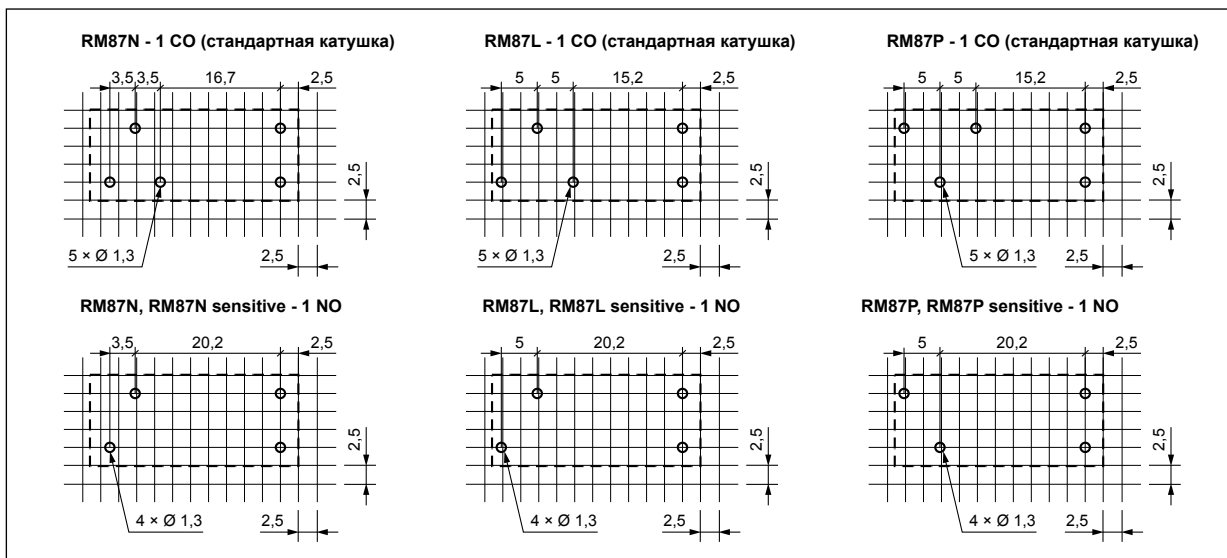 RM87N - 1 CO (стандартная катушка)
3,5 3,5 16,7 2,5
2,5
5 × Ø 1,3
2,5
RM87L - 1 CO (стандартная катушка)
5 5 15,2 2,5
2,5
5 × Ø 1,3
2,5
RM87P - 1 CO (стандартная катушка)
5 5 15,2 2,5
2,5
5 × Ø 1,3
2,5
RM87N, RM87N sensitive - 1 NO
3,5 20,2 2,5
2,5
4 × Ø 1,3
2,5
RM87L, RM87L sensitive - 1 NO
5 20,2 2,5
2,5
4 × Ø 1,3
2,5
RM87P, RM87P sensitive - 1 NO
5 20,2 2,5
2,5
4 × Ø 1,3
2,5